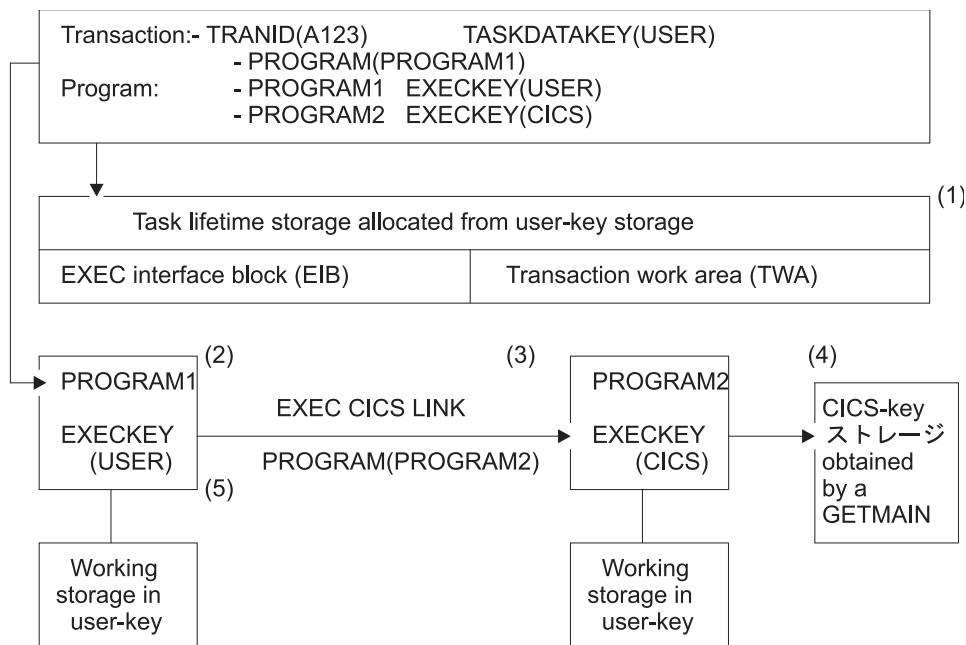 Transaction:- TRANID(A123) TASKDATAKEY(USER)
- PROGRAM(PROGRAM1)
Program: - PROGRAM1 EXECKEY(USER)
- PROGRAM2 EXECKEY(CICS)
(1)
Task lifetime storage allocated from user-key storage
EXEC interface block (EIB)
Transaction work area (TWA)
(2)
PROGRAM1
EXECKEY
(USER)
(5)
EXEC CICS LINK
PROGRAM(PROGRAM2)
(3)
PROGRAM2
EXECKEY
(CICS)
(4)
CICS-key
ストレージ
obtained
by a
GETMAIN
Working
storage in
user-key
Working
storage in
user-key